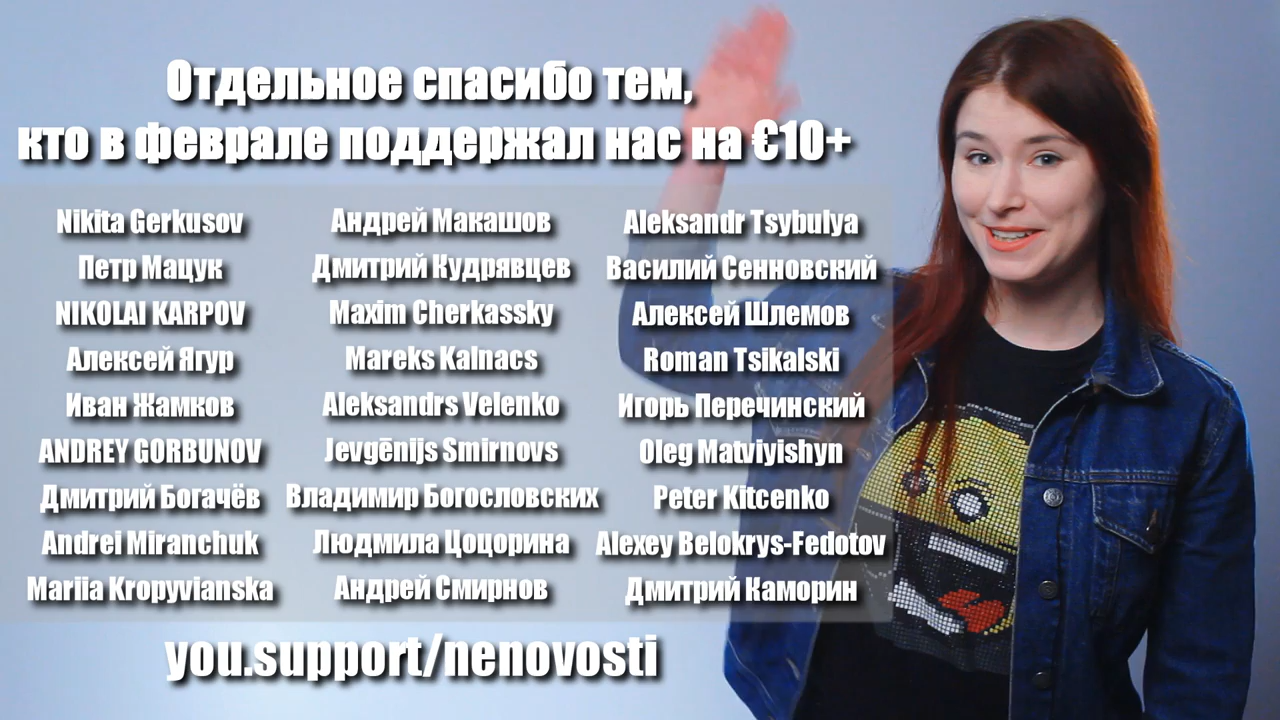 Отдельное спасибо тем,
кто в феврале поддержал нас на €10+
Nikita Gerkusov
Петр Мацук
NIKOLAI KARPOV
Алексей Ягур
Иван Жамков
ANDREY GORBUNOV
Дмитрий Богачёв
Andrei Miranchuk
Mariia Kropyvianska
Андрей Макашов
Дмитрий Кудрявцев
Maxim Cherkassky
Mareks Kalnacs
Aleksandrs Velenko
Jevgēnijs Smirnovs
Владимир Богословских
Людмила Цоцорина
Андрей Смирнов
Aleksandr Tsybulya
Василий Сенновский
Алексей Шлемов
Roman Tsikalski
Игорь Перечинский
Oleg Matviyishyn
Peter Kitcenko
Alexey Belokrys-Fedotov
Дмитрий Каморин
you.support/nenovosti